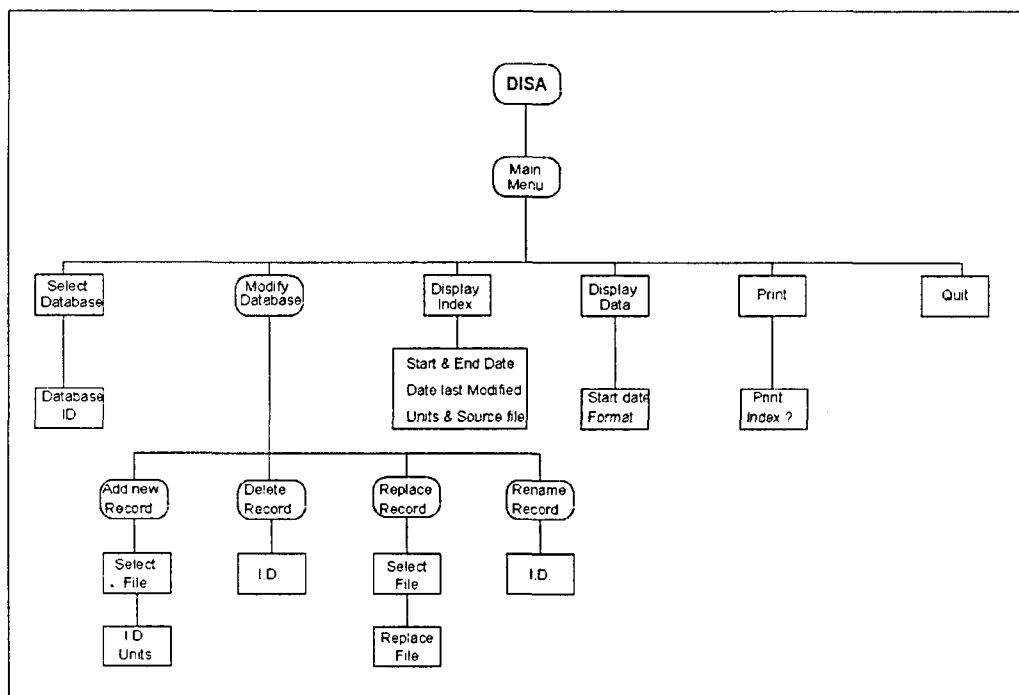 DISA
Main
Menu
Select
Database
Modify
Database
Display
Index
Display
Data
Print
Quit
Start & End Date
Date last Modified
Units & Source file
Database
ID
Start date
Format
Print
Index ?
Add new
Record
Delete
Record
Replace
Record
Rename
Record
Select
File
I.D.
Select
File
I.D.
I.D
Units
Replace
File